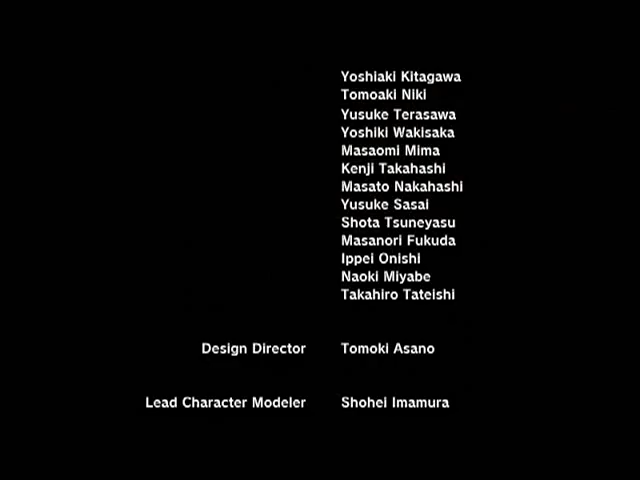 Yoshiaki Kitagawa
Tomoaki Niki
Yusuke Terasawa
Yoshiki Wakisaka
Masaomi Mima
Kenji Takahashi
Masato Nakahashi
Yusuke Sasai
Shota Tsuneyasu
Masanori Fukuda
Ippei Onishi
Naoki Miyabe
Takahiro Tateishi
Design Director Tomoki Asano
Lead Character Modeler Shohei Imamura